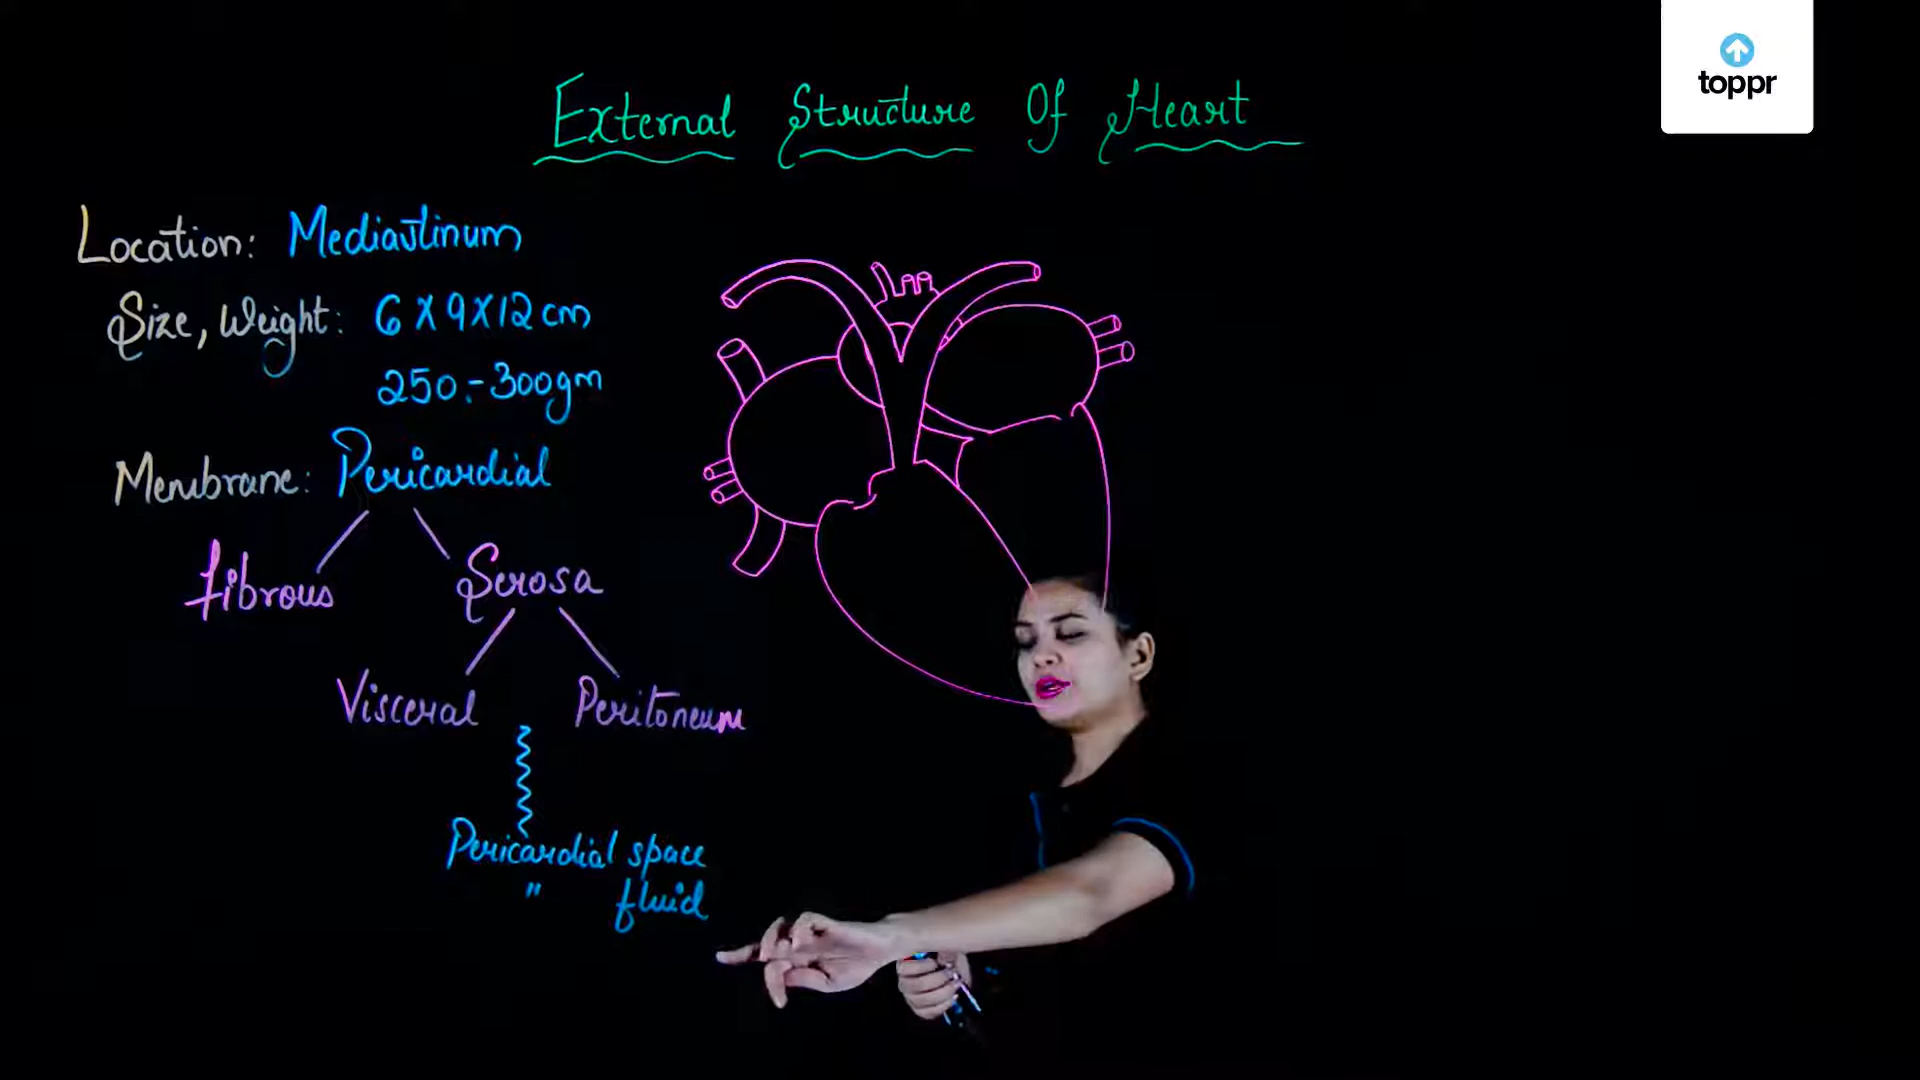 toppr
External Structure Of Heart
Location: Mediastinum
Size, Weight: 6 X 9 X 12 cm
250 - 300gm
Membrane: Pericardial
fibrous Serosa
Visceral Peritoneum
Pericardial space
" fluid